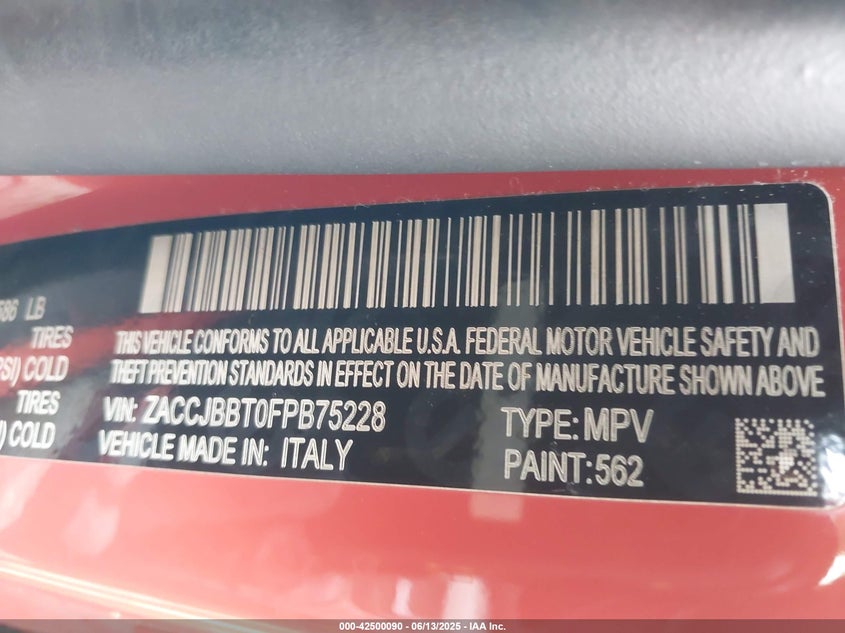 586 LB
TIRES
PSI) COLD
TIRES
I) COLD
THIS VEHICLE CONFORMS TO ALL APPLICABLE U.S.A. FEDERAL MOTOR VEHICLE SAFETY AND
THEFT PREVENTION STANDARDS IN EFFECT ON THE DATE OF MANUFACTURE SHOWN ABOVE
VIN: ZACCJBBT0FPB75228 TYPE: MPV
VEHICLE MADE IN: ITALY PAINT: 562
000-42500090 - 06/13/2025 - IAA Inc.